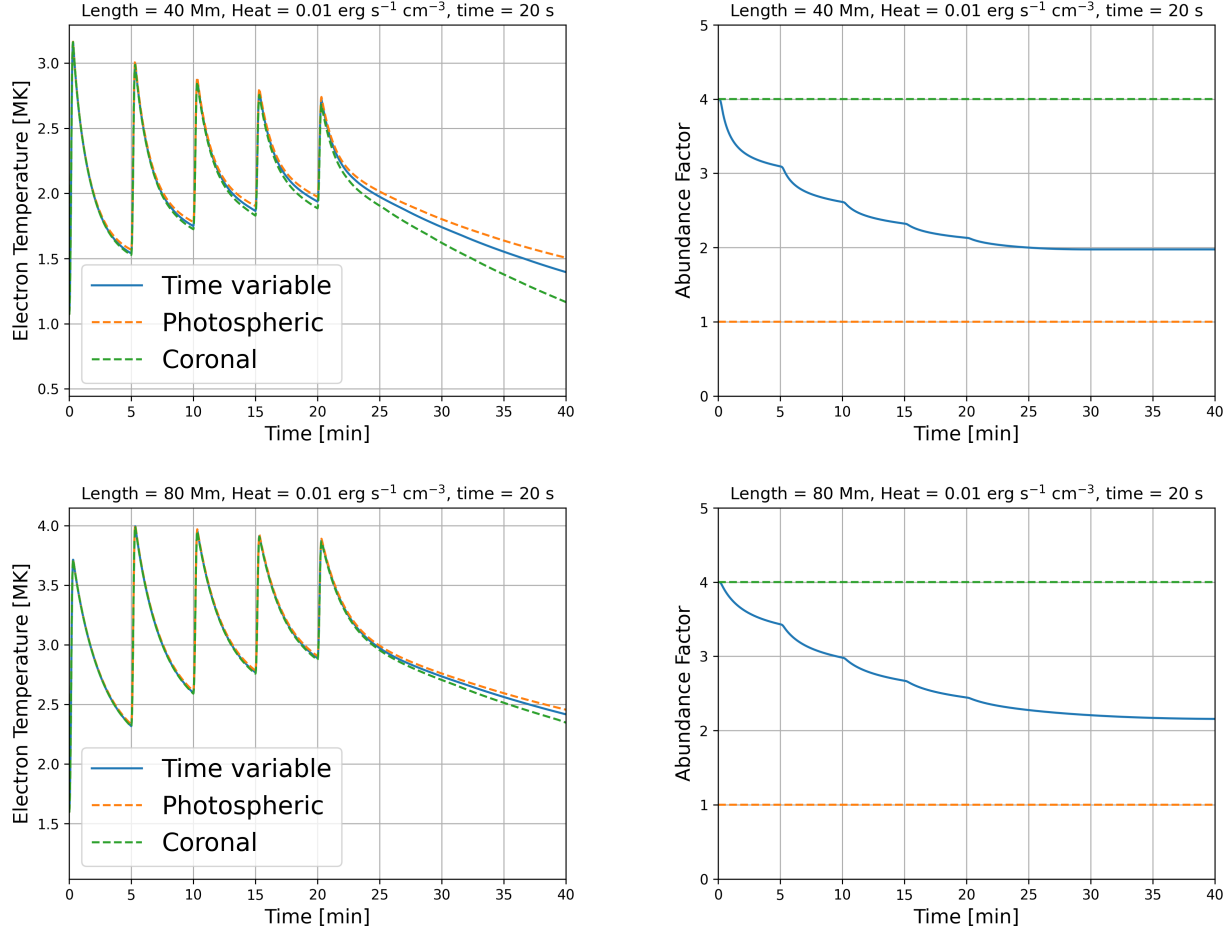 Length = 40 Mm, Heat = 0.01 erg s⁻¹ cm⁻³, time = 20 s
Electron Temperature [MK]
3.0
2.5
2.0
1.5
1.0
0.5
Time variable
Photospheric
Coronal
0 5 10 15 20 25 30 35 40
Time [min]
Length = 40 Mm, Heat = 0.01 erg s⁻¹ cm⁻³, time = 20 s
Abundance Factor
5
4
3
2
1
0
0 5 10 15 20 25 30 35 40
Time [min]
Length = 80 Mm, Heat = 0.01 erg s⁻¹ cm⁻³, time = 20 s
Electron Temperature [MK]
4.0
3.5
3.0
2.5
2.0
1.5
Time variable
Photospheric
Coronal
0 5 10 15 20 25 30 35 40
Time [min]
Length = 80 Mm, Heat = 0.01 erg s⁻¹ cm⁻³, time = 20 s
Abundance Factor
5
4
3
2
1
0
0 5 10 15 20 25 30 35 40
Time [min]